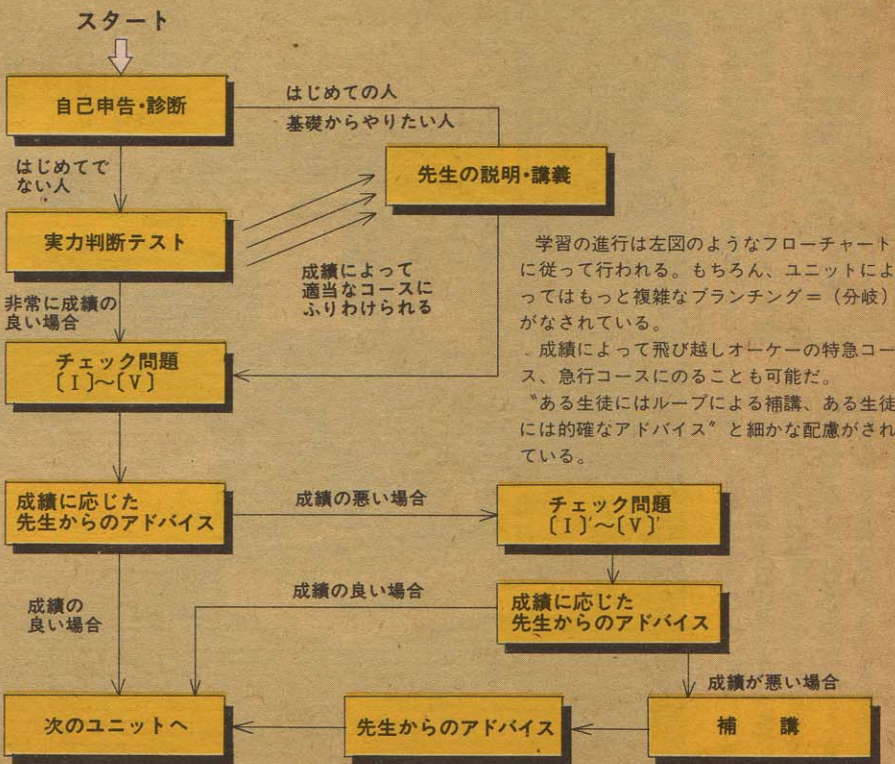 スタート
自己申告・診断
はじめての人
基礎からやりたい人
はじめてで
ない人
先生の説明・講義
実力判断テスト
成績によって
適当なコースに
ふりわけられる
非常に成績の
良い場合
チェック問題
〔Ⅰ〕〜〔Ⅴ〕
学習の進行は左図のようなフローチャート
に従って行われる。もちろん、ユニットによ
ってはもっと複雑なブランチング=(分岐)
がなされている。
成績によって飛び越しオーケーの特急コー
ス、急行コースにのることも可能だ。
〝ある生徒にはループによる補講、ある生徒
には的確なアドバイス〟と細かな配慮がされ
ている。
成績に応じた
先生からのアドバイス
成績の悪い場合
チェック問題
〔Ⅰ〕′〜〔Ⅴ〕′
成績の
良い場合
成績の良い場合
成績に応じた
先生からのアドバイス
成績が悪い場合
次のユニットへ
先生からのアドバイス
補 講